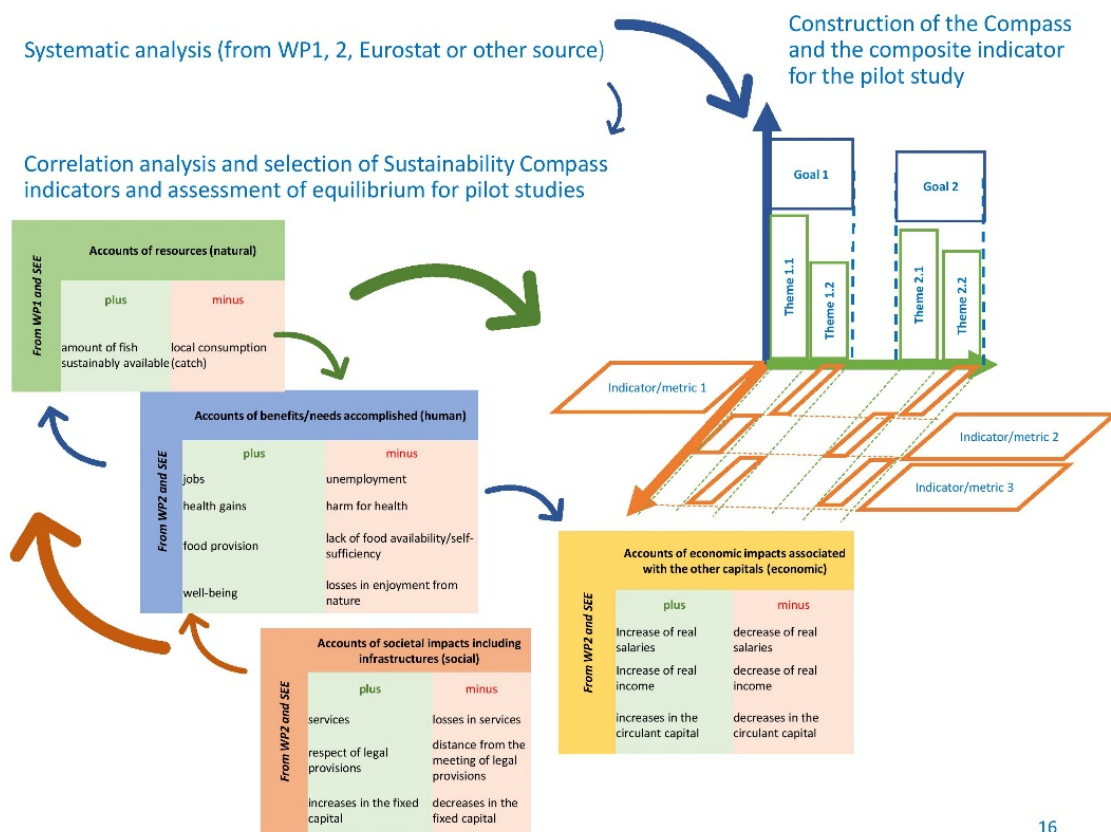 Systematic analysis (from WP1, 2, Eurostat or other source)
Construction of the Compass
and the composite indicator
for the pilot study
Correlation analysis and selection of Sustainability Compass
indicators and assessment of equilibrium for pilot studies
Goal 1
Goal 2
Theme 1.1
Theme 1.2
Theme 2.1
Theme 2.2
Indicator/metric 1
Indicator/metric 2
Indicator/metric 3
From WP1 and SEE
Accounts of resources (natural)
plus
minus
amount of fish
sustainably available
local consumption
(catch)
From WP2 and SEE
Accounts of benefits/needs accomplished (human)
plus
minus
jobs
unemployment
health gains
harm for health
food provision
lack of food availability/self-
sufficiency
well-being
losses in enjoyment from
nature
From WP2 and SEE
Accounts of economic impacts associated
with the other capitals (economic)
plus
minus
Increase of real
salaries
decrease of real
salaries
Increase of real
income
decrease of real
income
increases in the
circulant capital
decreases in the
circulant capital
From WP2 and SEE
Accounts of societal impacts including
infrastructures (social)
plus
minus
services
losses in services
respect of legal
provisions
distance from the
meeting of legal
provisions
increases in the fixed
capital
decreases in the
fixed capital
16